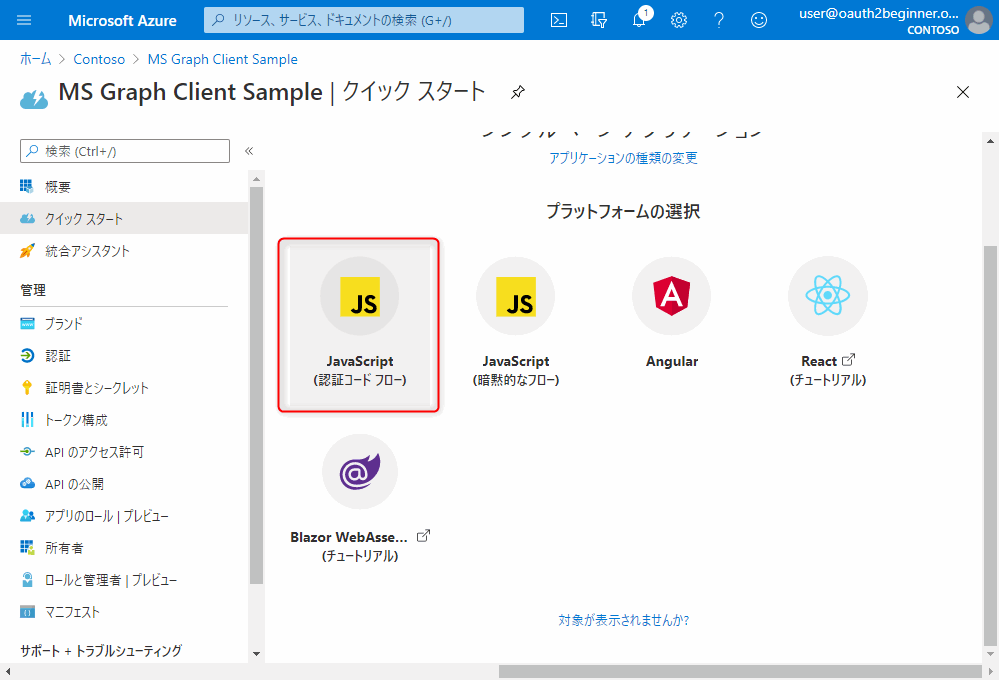 Microsoft Azure
リソース、サービス、ドキュメントの検索 (G+/)
1
user@oauth2beginner.o...
CONTOSO
ホーム > Contoso > MS Graph Client Sample
MS Graph Client Sample | クイック スタート
検索 (Ctrl+/)
«
概要
クイック スタート
統合アシスタント
管理
ブランド
認証
証明書とシークレット
トークン構成
API のアクセス許可
API の公開
アプリのロール | プレビュー
所有者
ロールと管理者 | プレビュー
マニフェスト
サポート + トラブルシューティング
アプリケーションの種類の変更
プラットフォームの選択
JS
JavaScript
(認証コード フロー)
JS
JavaScript
(暗黙的なフロー)
A
Angular
React
(チュートリアル)
@
Blazor WebAsse...
(チュートリアル)
対象が表示されませんか?